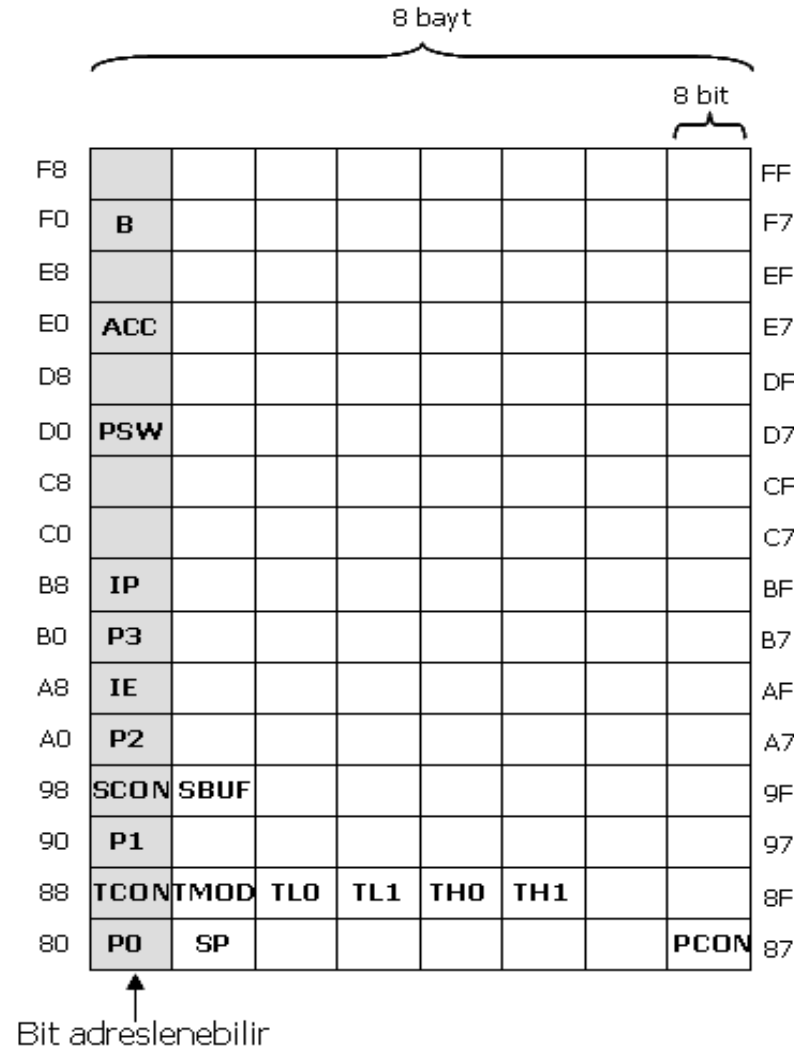 8 bayt
8 bit
F8 FF
F0 B F7
E8 EF
E0 ACC E7
D8 DF
D0 PSW D7
C8 CF
C0 C7
B8 IP BF
B0 P3 B7
A8 IE AF
A0 P2 A7
98 SCON SBUF 9F
90 P1 97
88 TCON TMOD TL0 TL1 TH0 TH1 8F
80 P0 SP PCON 87
Bit adreslenebilir